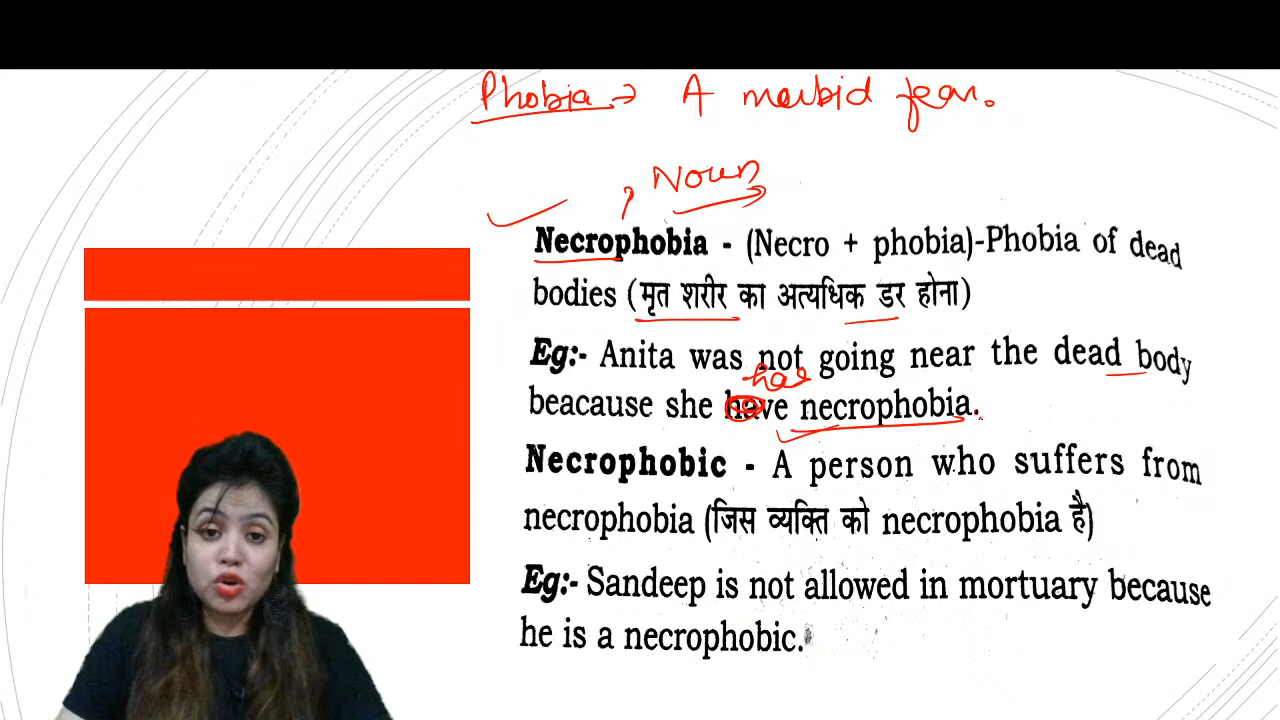 Phobia → A morbid fear.
, Noun →
Necrophobia - (Necro + phobia)-Phobia of dead
bodies (मृत शरीर का अत्यधिक डर होना)
Eg:- Anita was not going near the dead body
has
beacause she have necrophobia.
Necrophobic - A person who suffers from
necrophobia (जिस व्यक्ति को necrophobia है)
Eg:- Sandeep is not allowed in mortuary because
he is a necrophobic.